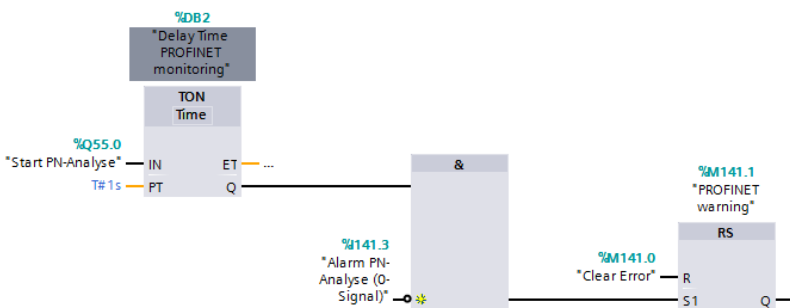 %DB2
"Delay Time
PROFINET
monitoring"
TON
Time
%Q55.0
"Start PN-Analyse"
IN
ET
...
T#1s
PT
Q
&
%I141.3
"Alarm PN-
Analyse (0-
Signal)"
%M141.1
"PROFINET
warning"
RS
%M141.0
"Clear Error"
R
S1
Q